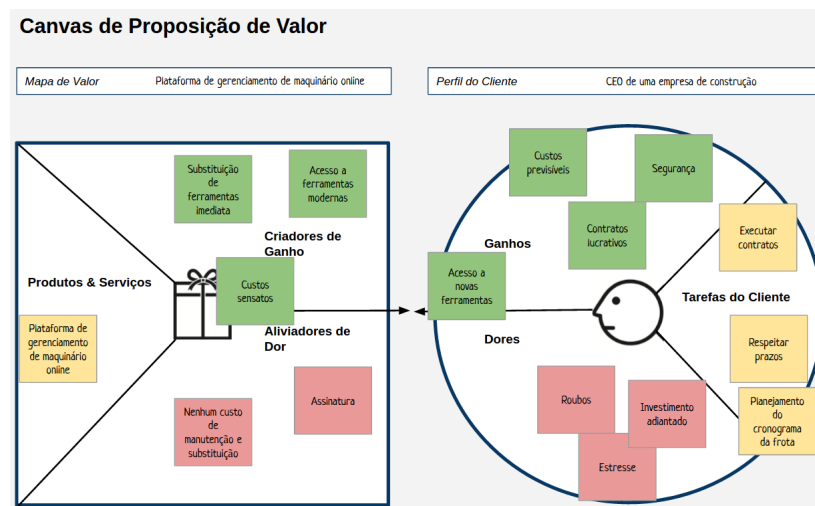 Canvas de Proposição de Valor
Mapa de Valor
Plataforma de gerenciamento de maquinário online
Perfil do Cliente
CEO de uma empresa de construção
Substituição
de
ferramentas
imediata
Acesso a
ferramentas
modernas
Criadores de
Ganho
Produtos & Serviços
Custos
sensatos
Plataforma de
gerenciamento
de maquinário
online
Aliviadores de
Dor
Nenhum custo
de
manutenção e
substituição
Assinatura
Custos
previsíveis
Segurança
Contratos
lucrativos
Executar
contratos
Ganhos
Acesso a
novas
ferramentas
Tarefas do Cliente
Dores
Respeitar
prazos
Roubos
Investimento
adiantado
Estresse
Planejamento
do
cronograma
da frota